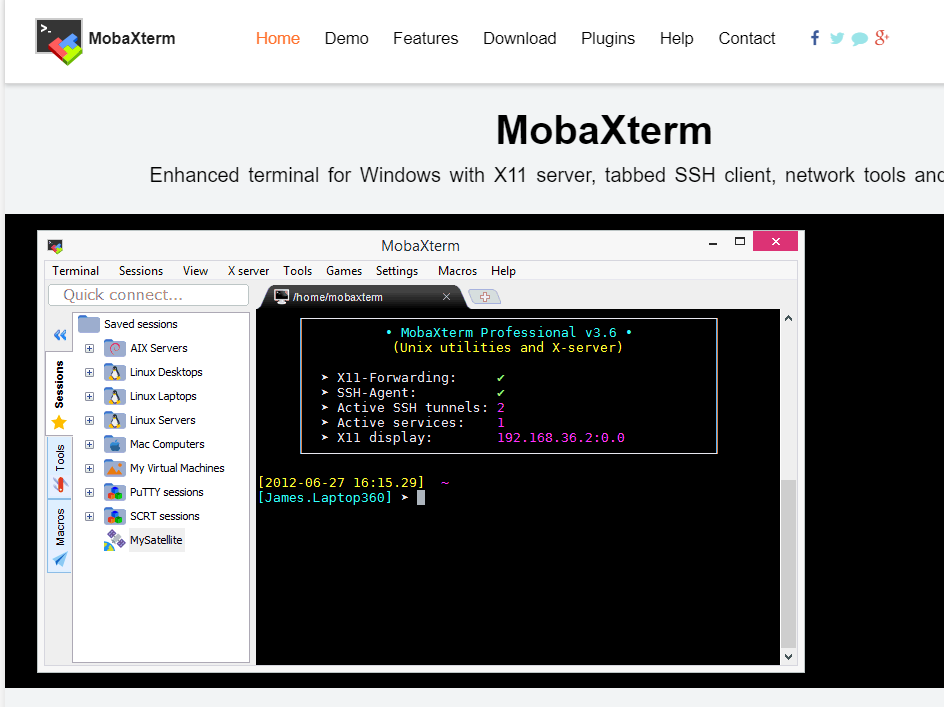 MobaXterm Home Demo Features Download Plugins Help Contact
MobaXterm
Enhanced terminal for Windows with X11 server, tabbed SSH client, network tools and
MobaXterm
Terminal Sessions View X server Tools Games Settings Macros Help
Quick connect...
/home/mobaxterm
Saved sessions
AIX Servers
Linux Desktops
Linux Laptops
Linux Servers
Mac Computers
My Virtual Machines
PuTTY sessions
SCRT sessions
MySatellite
Sessions
Tools
Macros
• MobaXterm Professional v3.6 •
(Unix utilities and X-server)
➤ X11-Forwarding: ✔
➤ SSH-Agent: ✔
➤ Active SSH tunnels: 2
➤ Active services: 1
➤ X11 display: 192.168.36.2:0.0
[2012-06-27 16:15.29] ~
[James.Laptop360] ➤